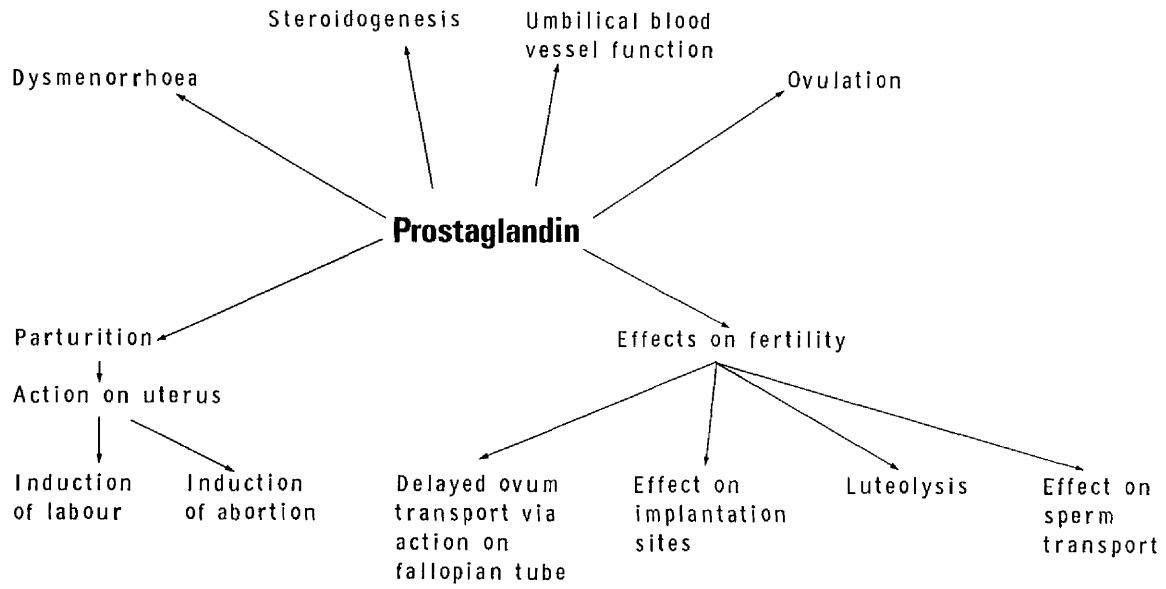 Steroidogenesis
Umbilical blood
vessel function
Dysmenorrhoea
Ovulation
Prostaglandin
Parturition
Effects on fertility
Action on uterus
Induction
of labour
Induction
of abortion
Delayed ovum
transport via
action on
fallopian tube
Effect on
implantation
sites
Luteolysis
Effect on
sperm
transport